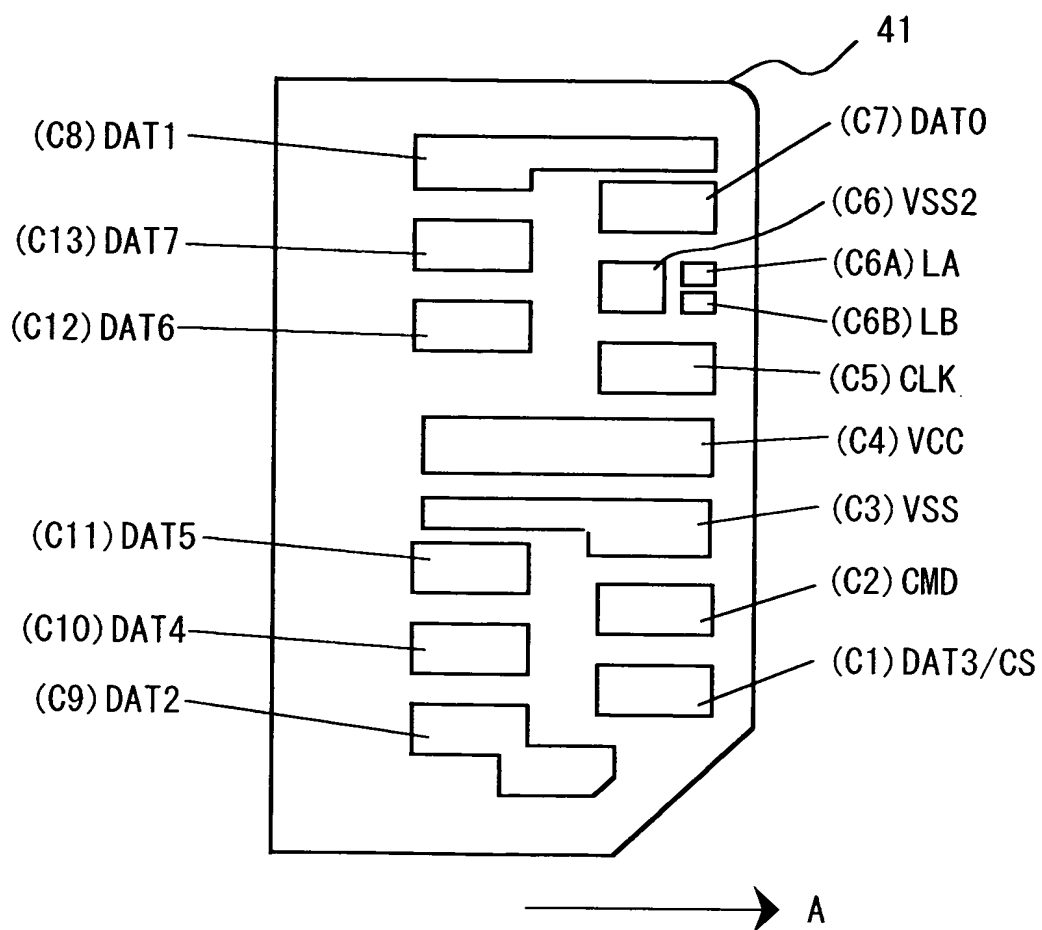 41
(C8) DAT1
(C7) DAT0
(C13) DAT7
(C6) VSS2
(C6A) LA
(C12) DAT6
(C6B) LB
(C5) CLK
(C4) VCC
(C3) VSS
(C11) DAT5
(C2) CMD
(C10) DAT4
(C1) DAT3/CS
(C9) DAT2
A